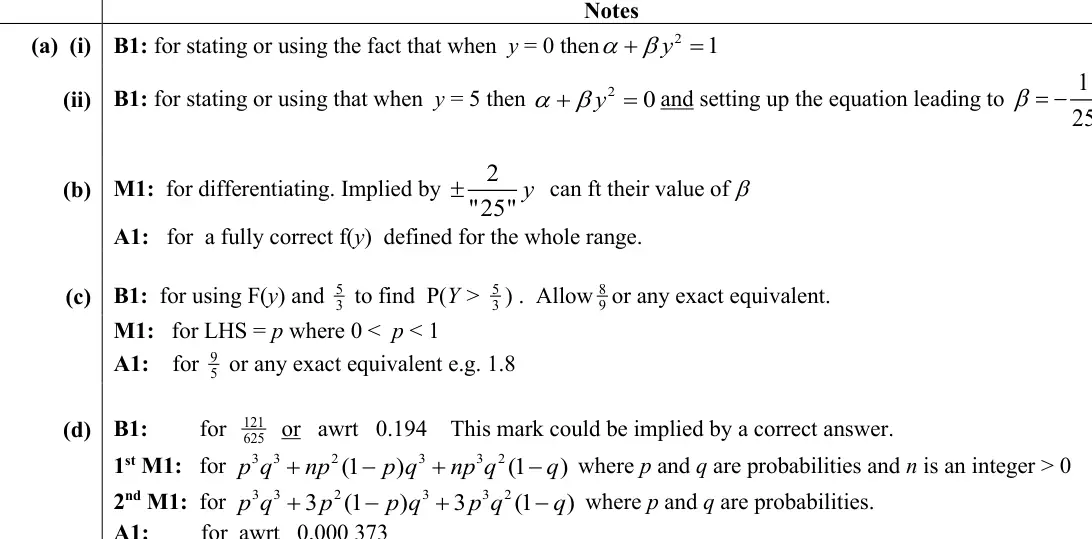 Notes
(a) (i) B1: for stating or using the fact that when y = 0 then α + β y² = 1
(ii) B1: for stating or using that when y = 5 then α + β y² = 0 and setting up the equation leading to β = − 1/25
(b) M1: for differentiating. Implied by ± 2/"25" y can ft their value of β
A1: for a fully correct f(y) defined for the whole range.
(c) B1: for using F(y) and 5/3 to find P(Y > 5/3) . Allow 8/9 or any exact equivalent.
M1: for LHS = p where 0 < p < 1
A1: for 9/5 or any exact equivalent e.g. 1.8
(d) B1: for 121/625 or awrt 0.194 This mark could be implied by a correct answer.
1st M1: for p³q³ + np²(1 − p)q³ + np³q²(1 − q) where p and q are probabilities and n is an integer > 0
2nd M1: for p³q³ + 3p²(1 − p)q³ + 3p³q²(1 − q) where p and q are probabilities.
A1: for awrt 0.000 373